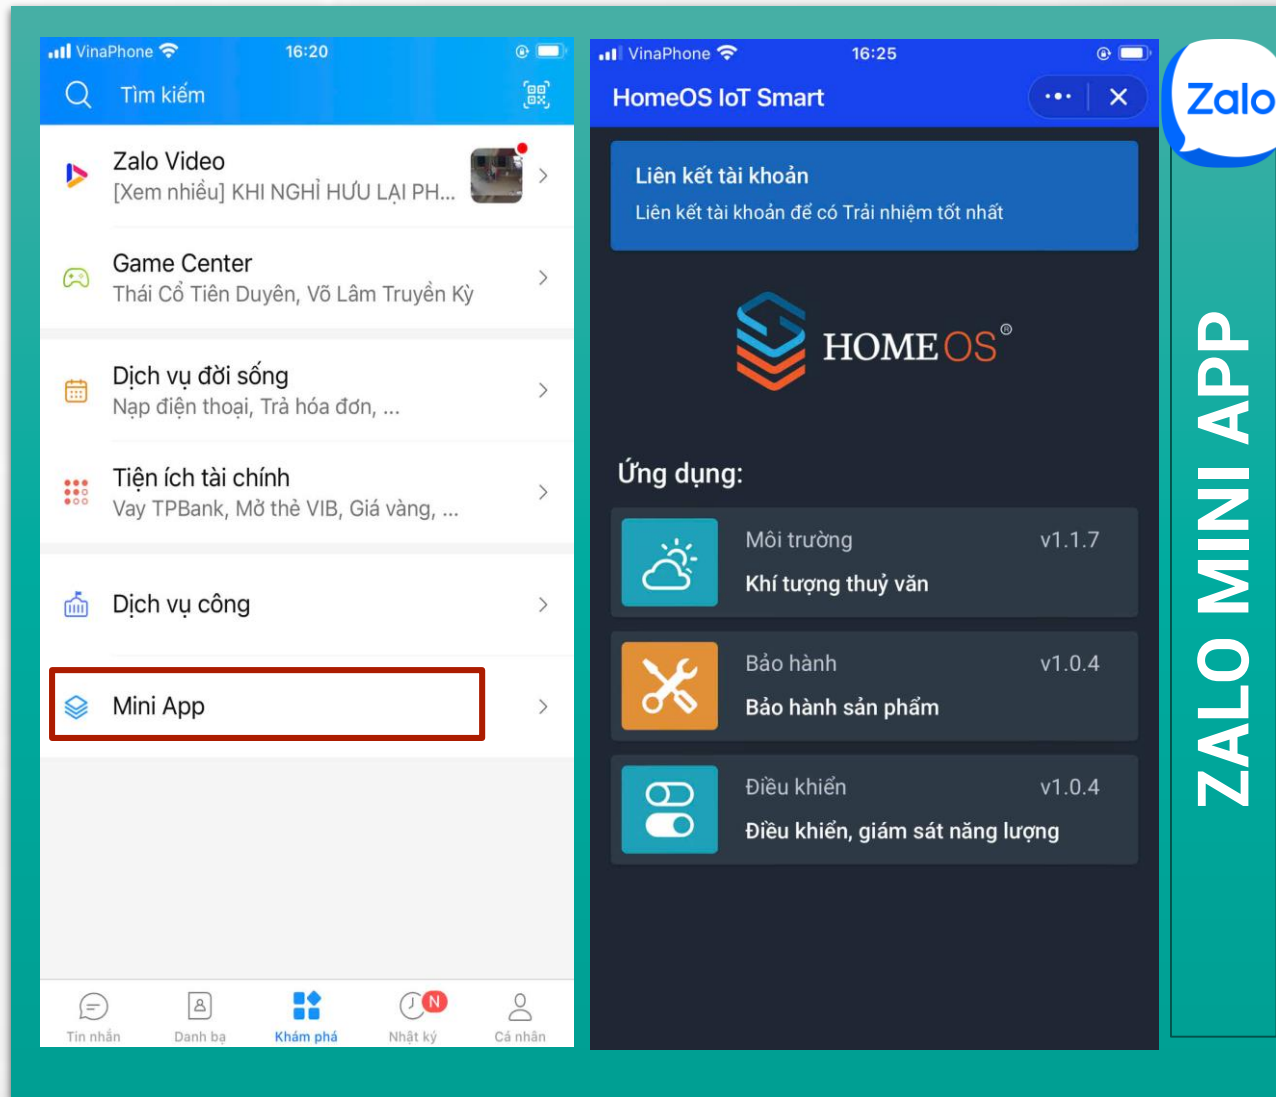 VinaPhone 16:20
Tìm kiếm
Zalo Video
[Xem nhiều] KHI NGHỈ HƯU LẠI PH...
Game Center
Thái Cổ Tiên Duyên, Võ Lâm Truyền Kỳ
Dịch vụ đời sống
Nạp điện thoại, Trả hóa đơn, ...
Tiện ích tài chính
Vay TPBank, Mở thẻ VIB, Giá vàng, ...
Dịch vụ công
Mini App
Tin nhắn Danh bạ Khám phá Nhật ký N Cá nhân
VinaPhone 16:25
HomeOS IoT Smart
Liên kết tài khoản
Liên kết tài khoản để có Trải nhiệm tốt nhất
HOMEOS®
Ứng dụng:
Môi trường v1.1.7
Khí tượng thuỷ văn
Bảo hành v1.0.4
Bảo hành sản phẩm
Điều khiển v1.0.4
Điều khiển, giám sát năng lượng
Zalo
ZALO MINI APP